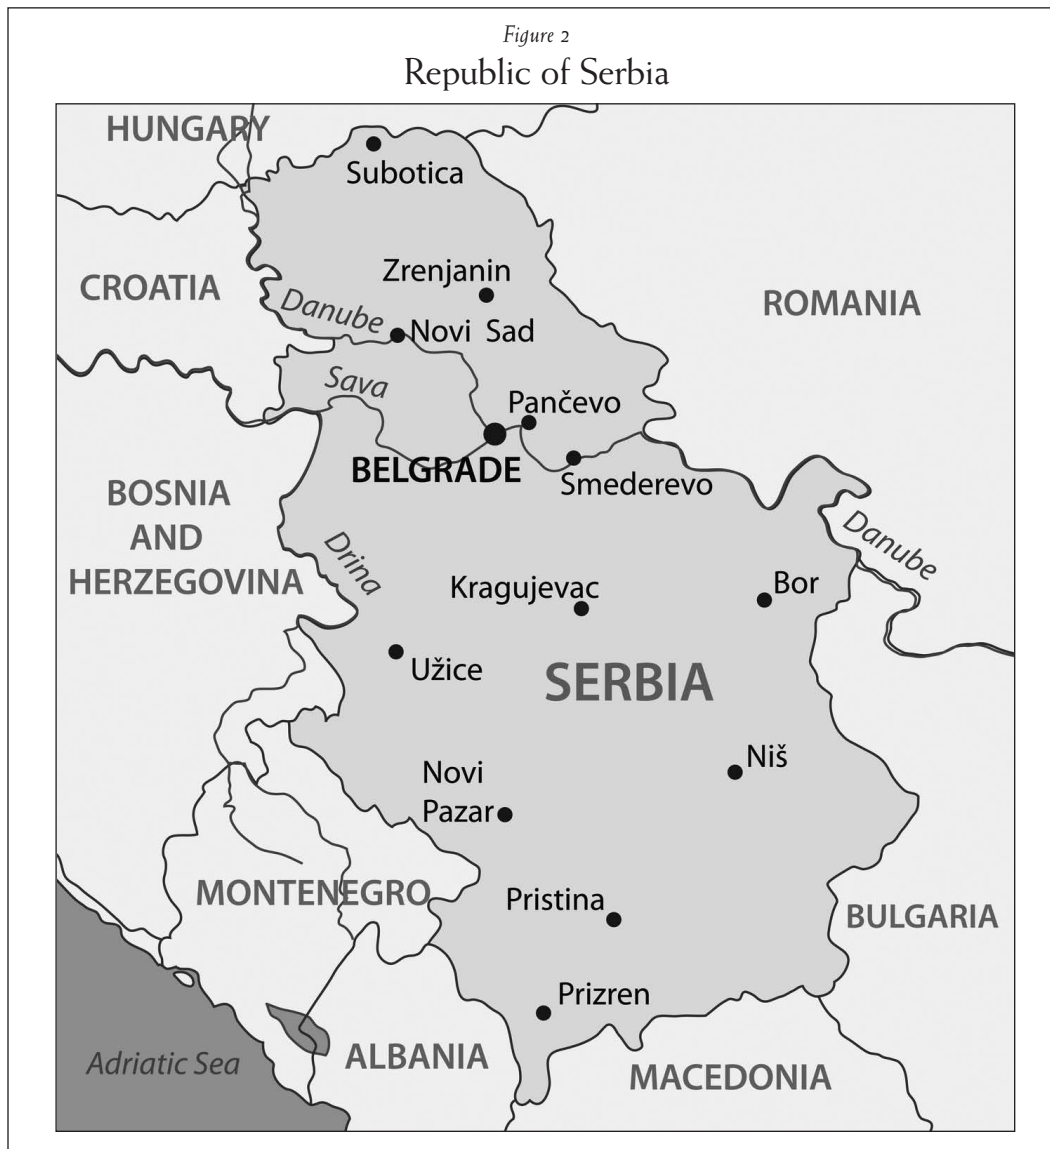 Figure 2
Republic of Serbia
HUNGARY
Subotica
CROATIA
Zrenjanin
ROMANIA
Danube
Novi Sad
Sava
Pančevo
BELGRADE
Smederevo
BOSNIA
AND
HERZEGOVINA
Drina
Danube
Kragujevac
Bor
Užice
SERBIA
Niš
Novi
Pazar
MONTENEGRO
Pristina
BULGARIA
Prizren
Adriatic Sea
ALBANIA
MACEDONIA